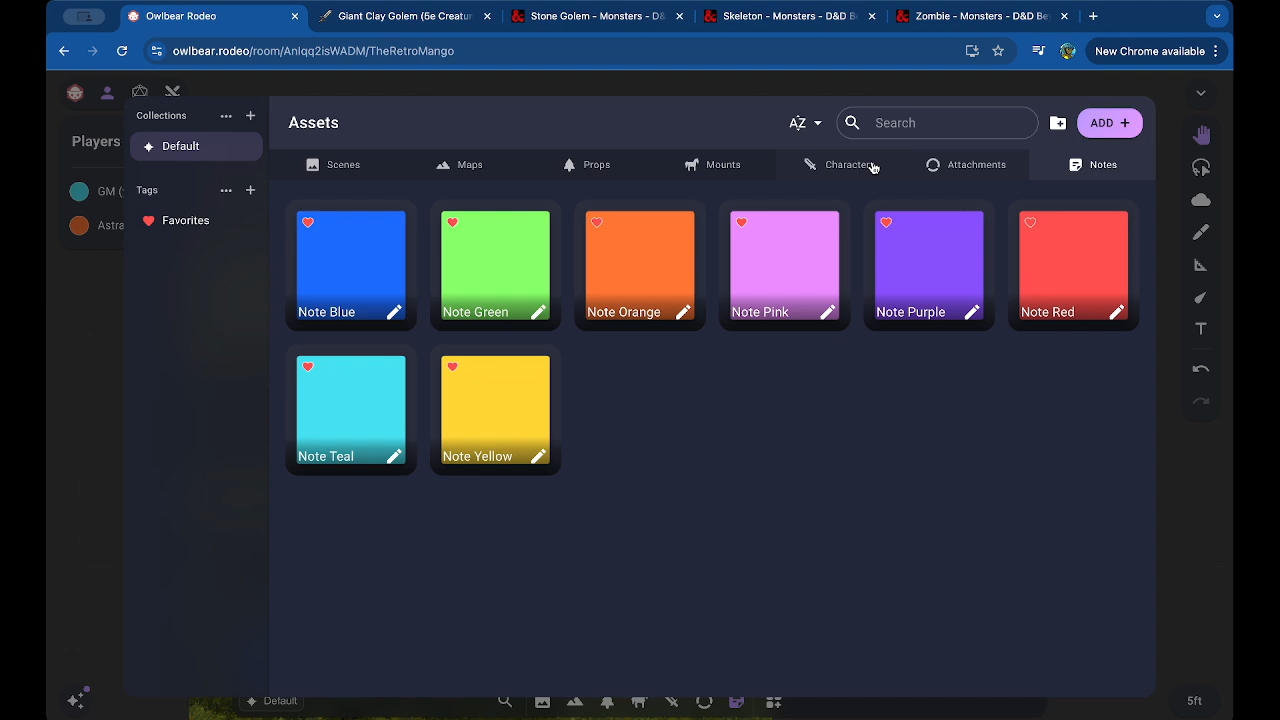 Owlbear Rodeo
Giant Clay Golem (5e Creatur
Stone Golem - Monsters - D&
Skeleton - Monsters - D&D B
Zombie - Monsters - D&D Be
owlbear.rodeo/room/AnIqq2isWADM/TheRetroMango
New Chrome available
Players
GM (
Astra
Collections
Default
Tags
Favorites
Assets
AZ
Search
ADD +
Scenes
Maps
Props
Mounts
Characters
Attachments
Notes
Note Blue
Note Green
Note Orange
Note Pink
Note Purple
Note Red
Note Teal
Note Yellow
Default
5ft